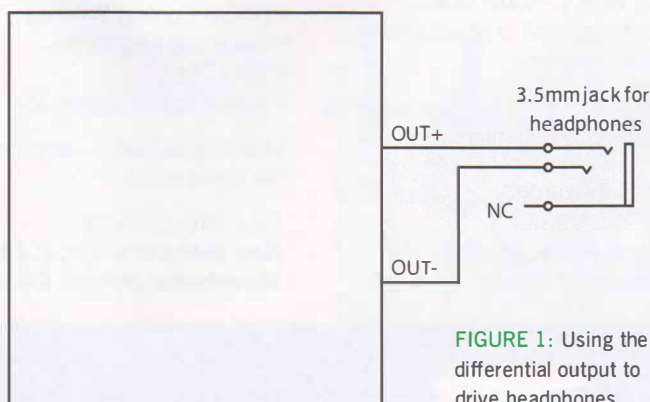 3.5mm jack for
headphones
OUT+
NC
OUT-
FIGURE 1: Using the
differential output to
drive headphones